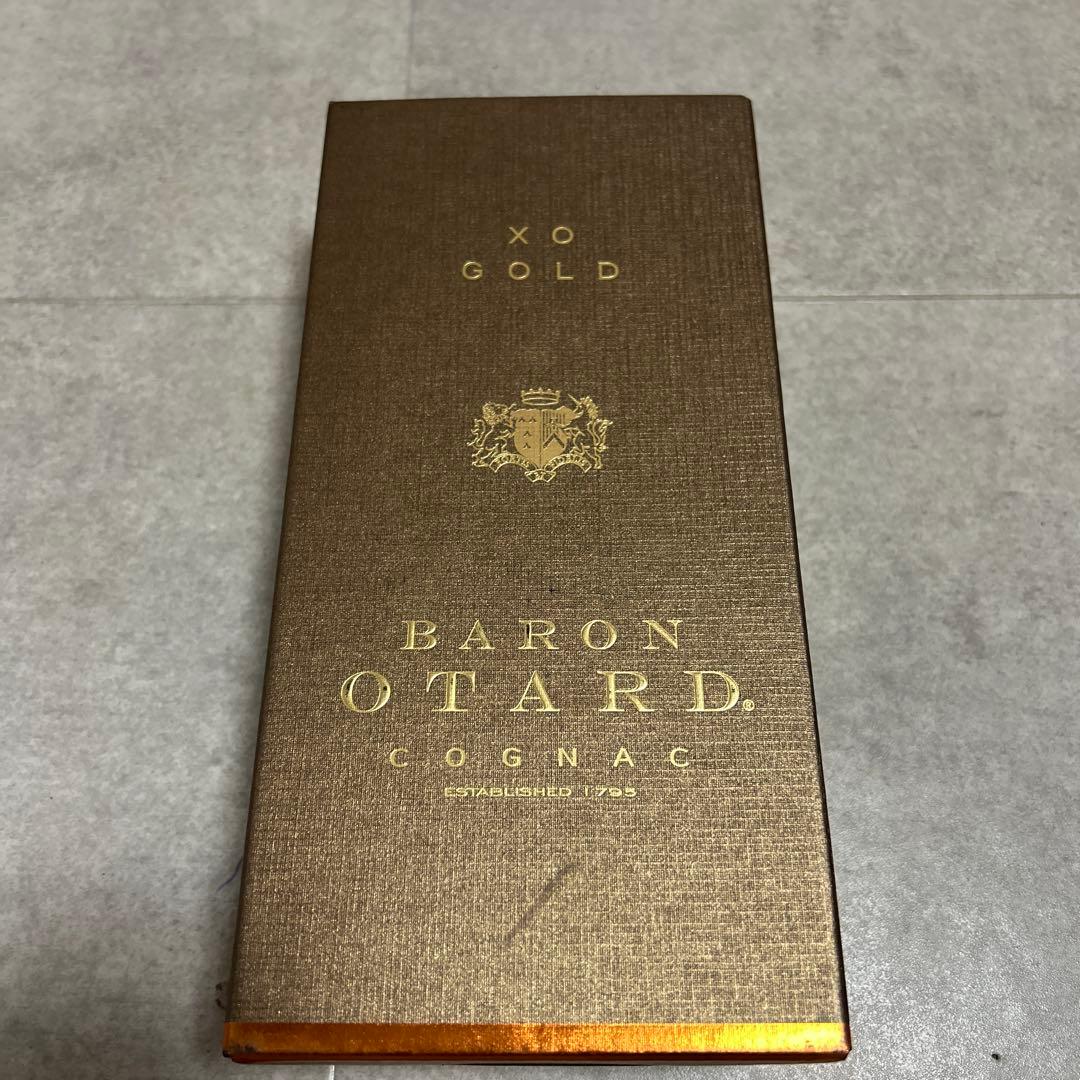 XO
GOLD
BARON
OTARD®
COGNAC
ESTABLISHED 1795